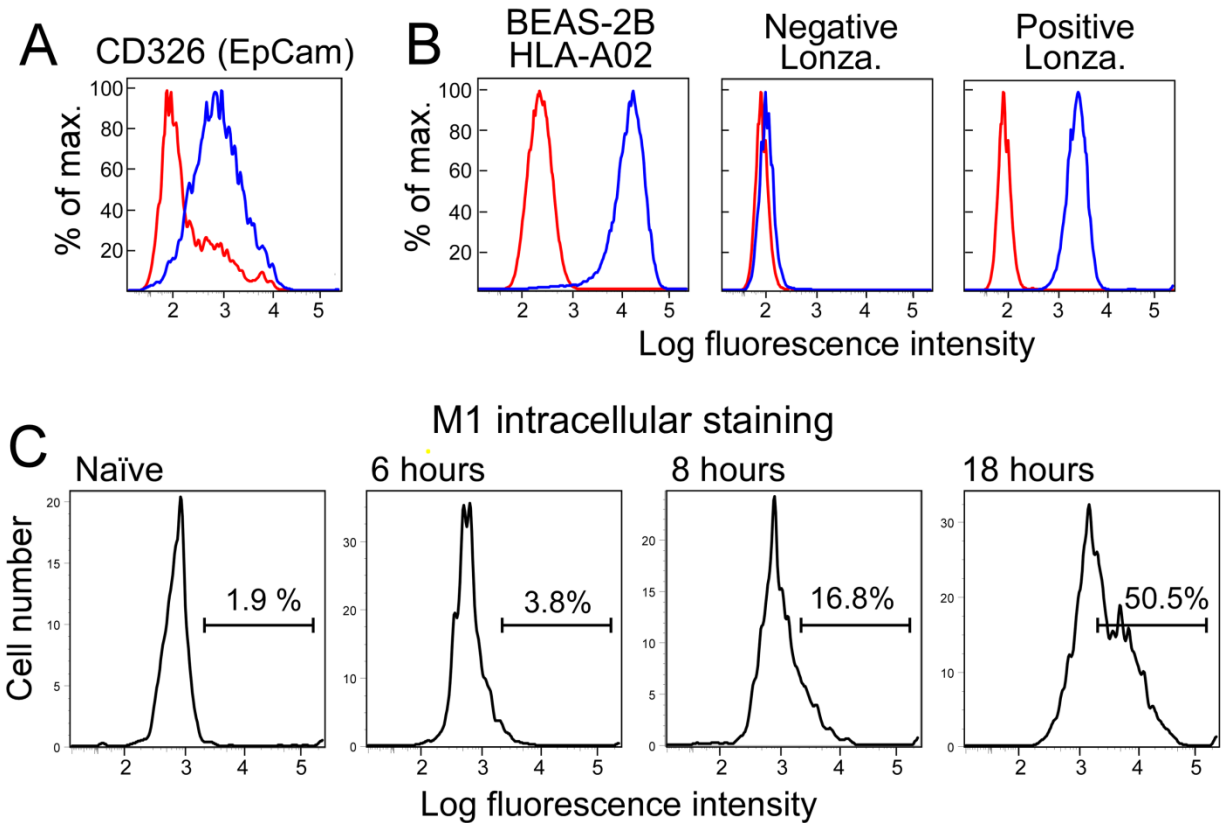 A
CD326 (EpCam)
% of max.
100
80
60
40
20
2 3 4 5
B
BEAS-2B
HLA-A02
Negative
Lonza.
Positive
Lonza.
% of max.
100
80
60
40
20
2 3 4 5
2 3 4 5
2 3 4 5
Log fluorescence intensity
M1 intracellular staining
C
Naïve
6 hours
8 hours
18 hours
Cell number
20
15
10
5
0
1.9 %
2 3 4 5
30
20
10
0
3.8%
2 3 4 5
20
15
10
5
0
16.8%
2 3 4 5
30
20
10
0
50.5%
2 3 4 5
Log fluorescence intensity